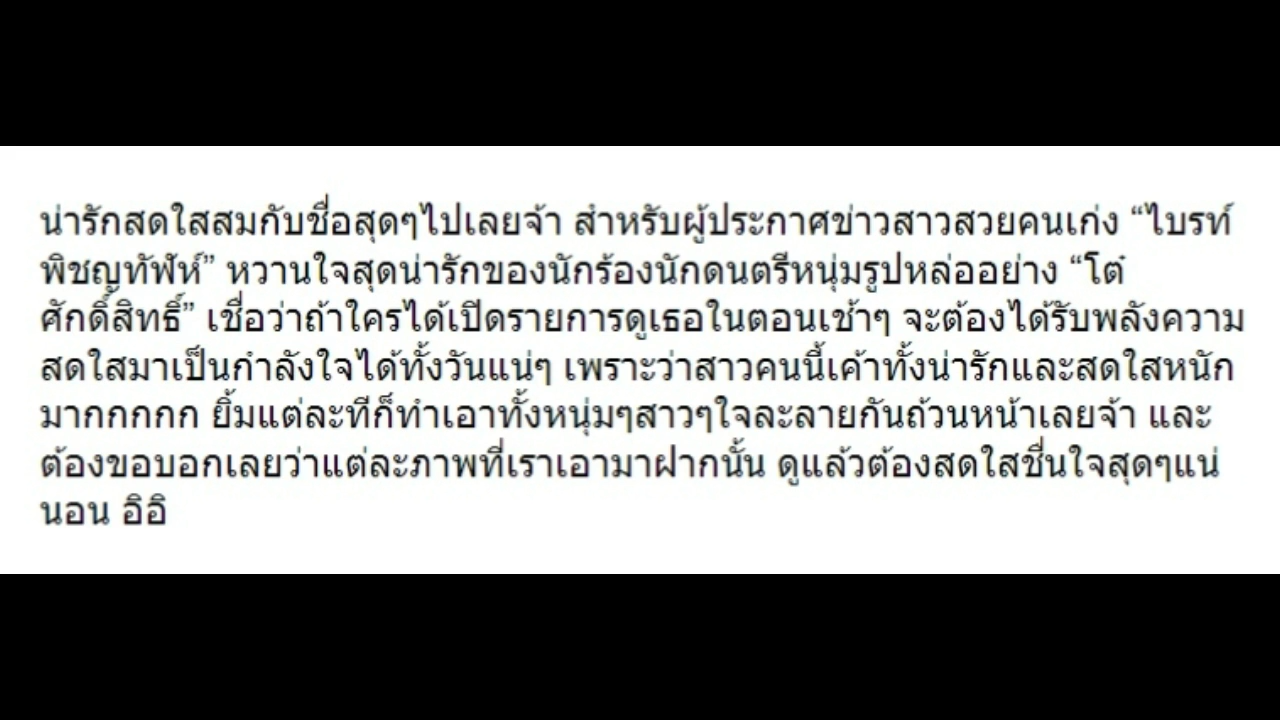 น่ารักสดใสสมกับชื่อสุดๆไปเลยจ้า สำหรับผู้ประกาศข่าวสาวสวยคนเก่ง “ไบรท์
พิชญทัฬห์” หวานใจสุดน่ารักของนักร้องนักดนตรีหนุ่มรูปหล่ออย่าง “โต๋
ศักดิ์สิทธิ์” เชื่อว่าถ้าใครได้เปิดรายการดูเธอในตอนเช้าๆ จะต้องได้รับพลังความ
สดใสมาเป็นกำลังใจได้ทั้งวันแน่ๆ เพราะว่าสาวคนนี้เค้าทั้งน่ารักและสดใสหนัก
มากกกกก ยิ้มแต่ละทีก็ทำเอาทั้งหนุ่มๆสาวๆใจละลายกันถ้วนหน้าเลยจ้า และ
ต้องขอบอกเลยว่าแต่ละภาพที่เราเอามาฝากนั้น ดูแล้วต้องสดใสชื่นใจสุดๆแน่
นอน อิอิ